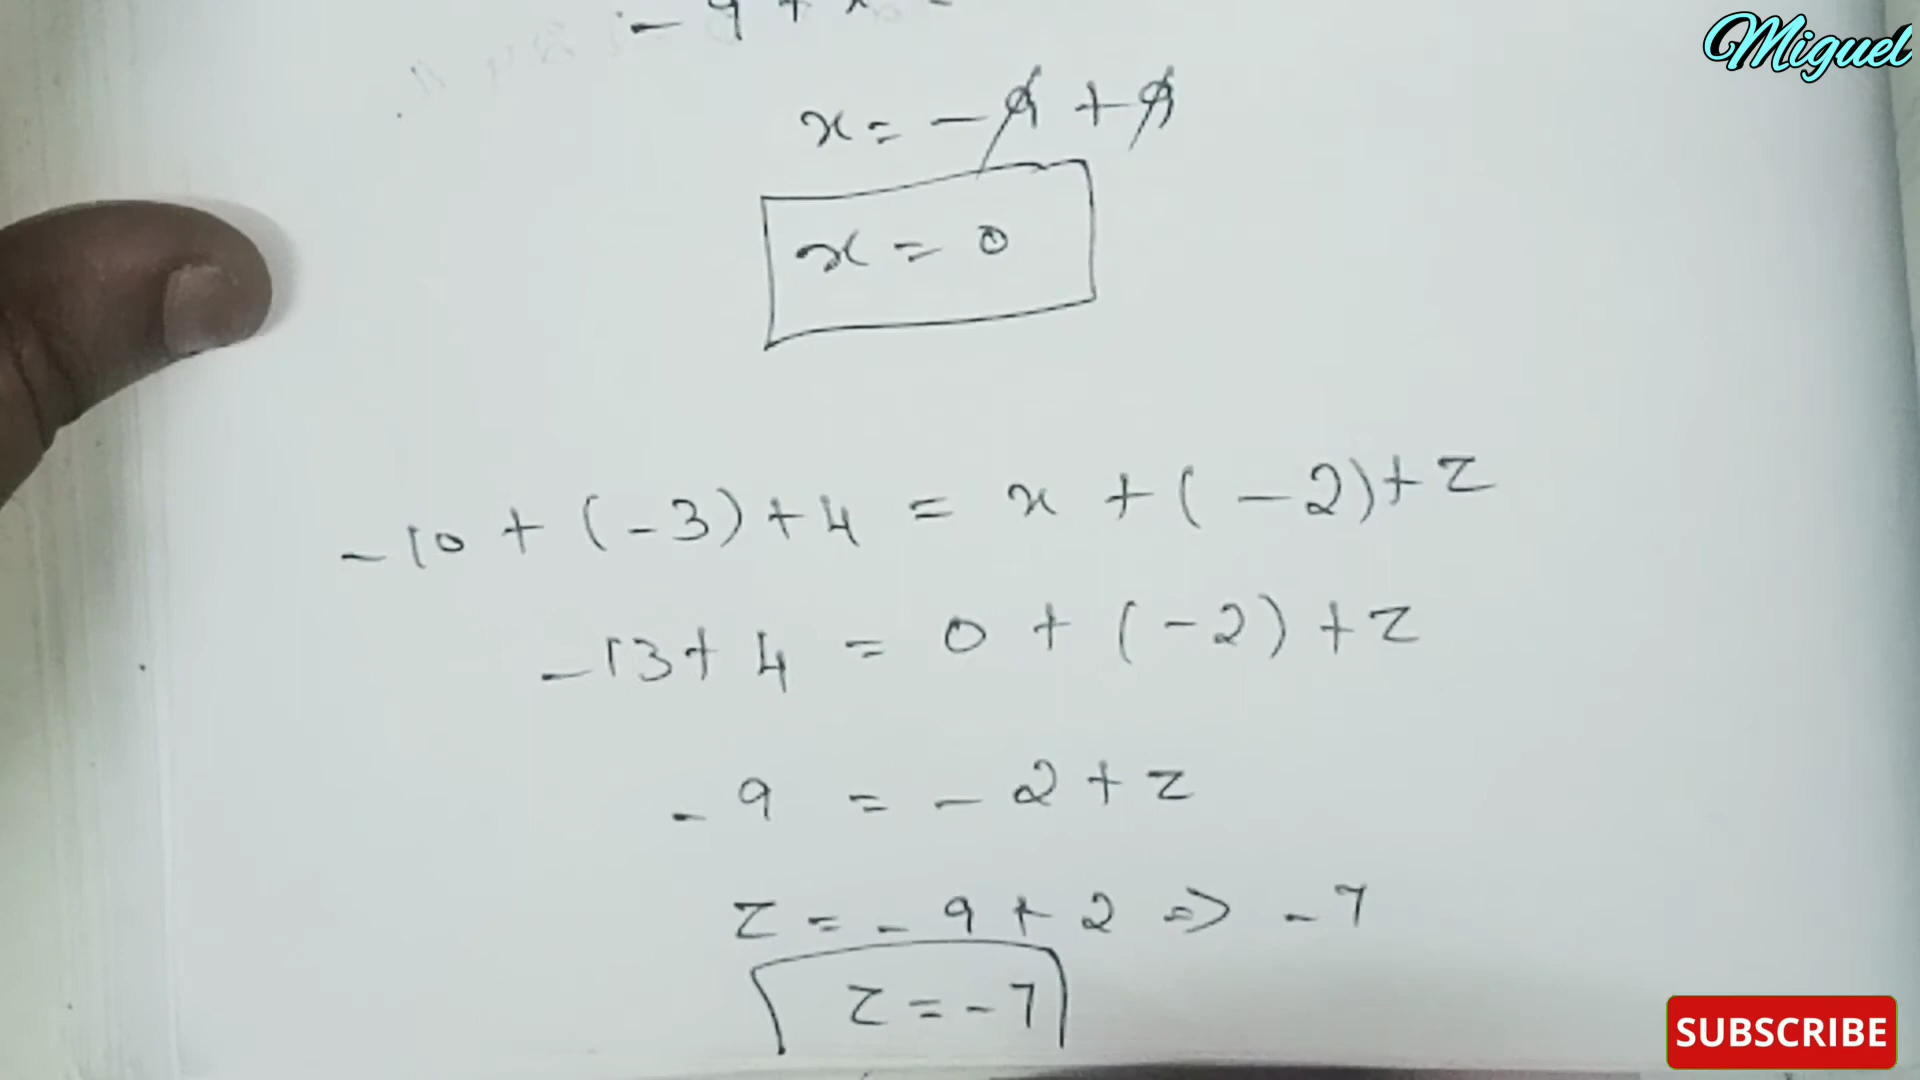 - 9 + x
Miguel
x = - 9 + 9
x = 0
- 10 + (-3) + 4 = x + (-2) + z
- 13 + 4 = 0 + (-2) + z
- 9 = - 2 + z
z = - 9 + 2 => - 7
z = - 7
SUBSCRIBE